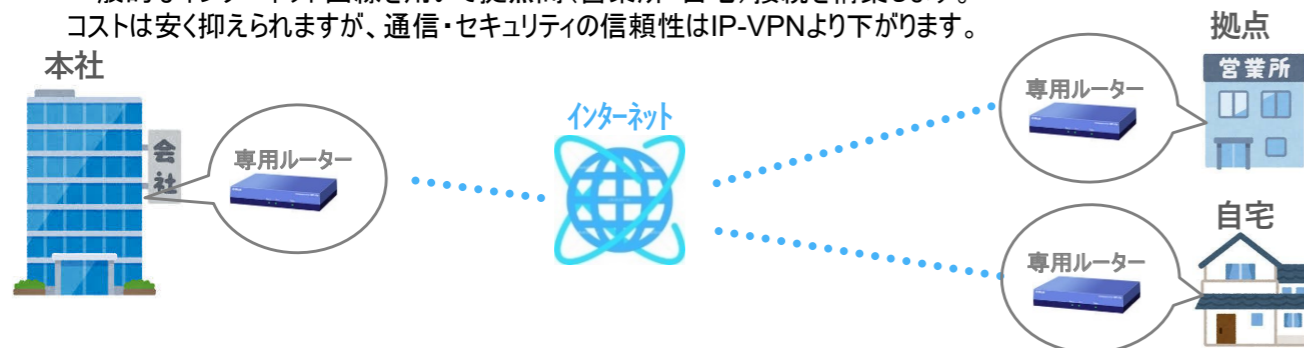 コストは安く抑えられますが、通信・セキュリティの信頼性はIP-VPNより下がります。
本社
会社
専用ルーター
インターネット
専用ルーター
拠点
営業所
専用ルーター
自宅